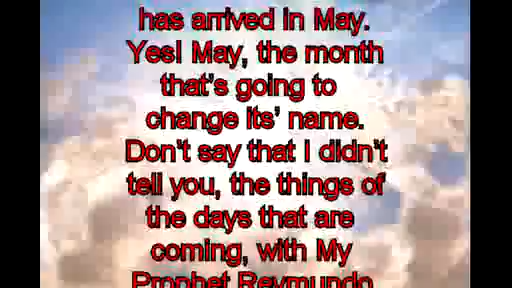 has arrived in May.
Yes! May, the month
that's going to
change its' name.
Don't say that I didn't
tell you, the things of
the days that are
coming, with My
Prophet Reymundo